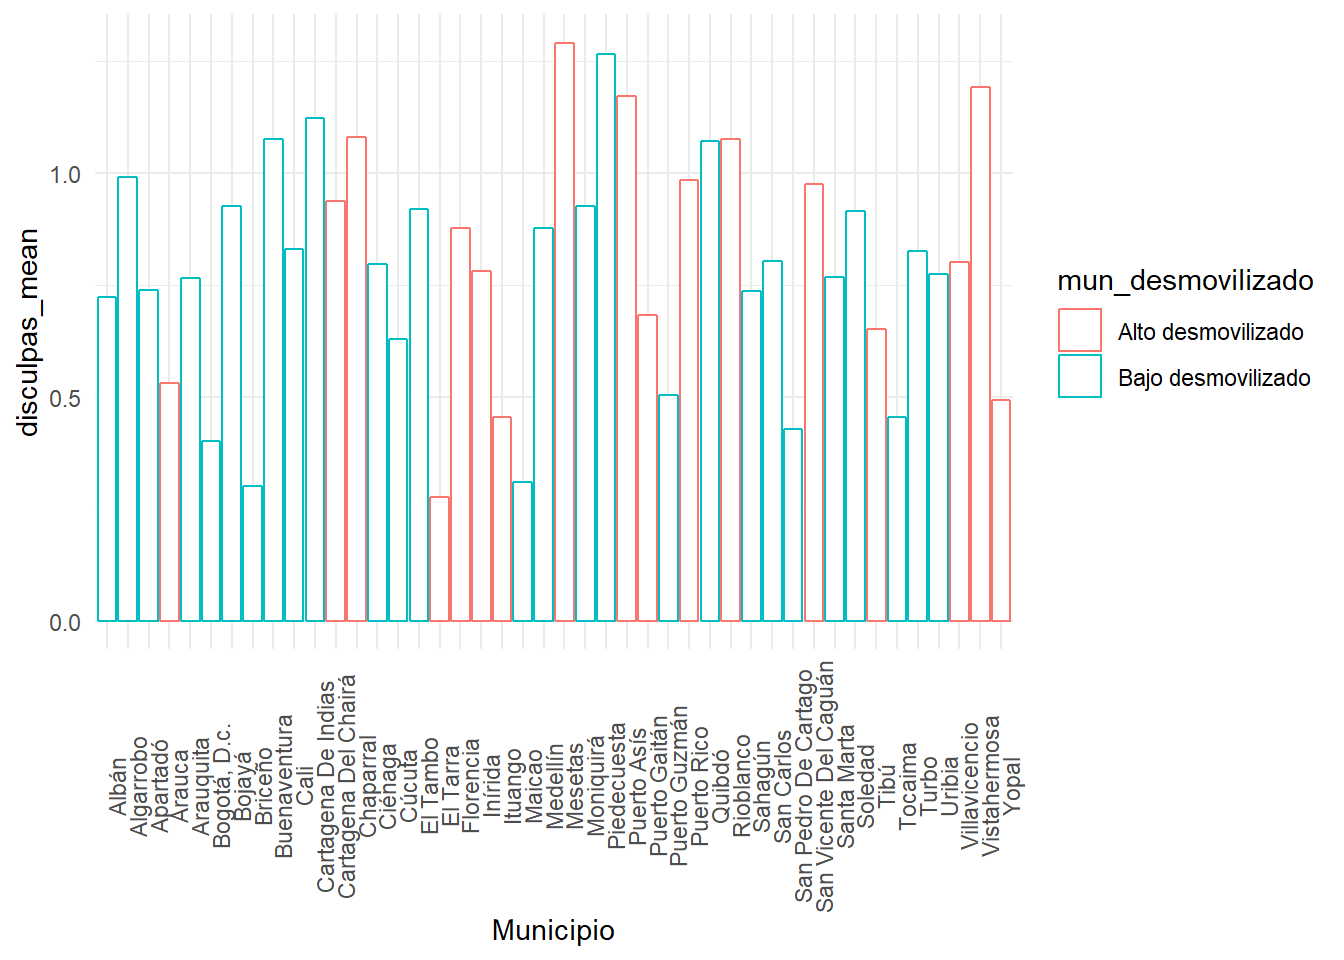 disculpas_mean
1.0
0.5
0.0
Albán
Algarrobo
Apartadó
Arauca
Arauquita
Bogotá, D.c.
Bojayá
Briceño
Buenaventura
Cali
Cartagena De Indias
Cartagena Del Chairá
Chaparral
Ciénaga
Cúcuta
El Tambo
El Tarra
Florencia
Inírida
Ituango
Maicao
Medellín
Mesetas
Moniquirá
Piedecuesta
Puerto Asís
Puerto Gaitán
Puerto Guzmán
Puerto Rico
Quibdó
Rioblanco
Sahagún
San Carlos
San Pedro De Cartago
San Vicente Del Caguán
Santa Marta
Soledad
Tibú
Tocaima
Turbo
Uribia
Villavicencio
Vistahermosa
Yopal
Municipio
mun_desmovilizado
Alto desmovilizado
Bajo desmovilizado